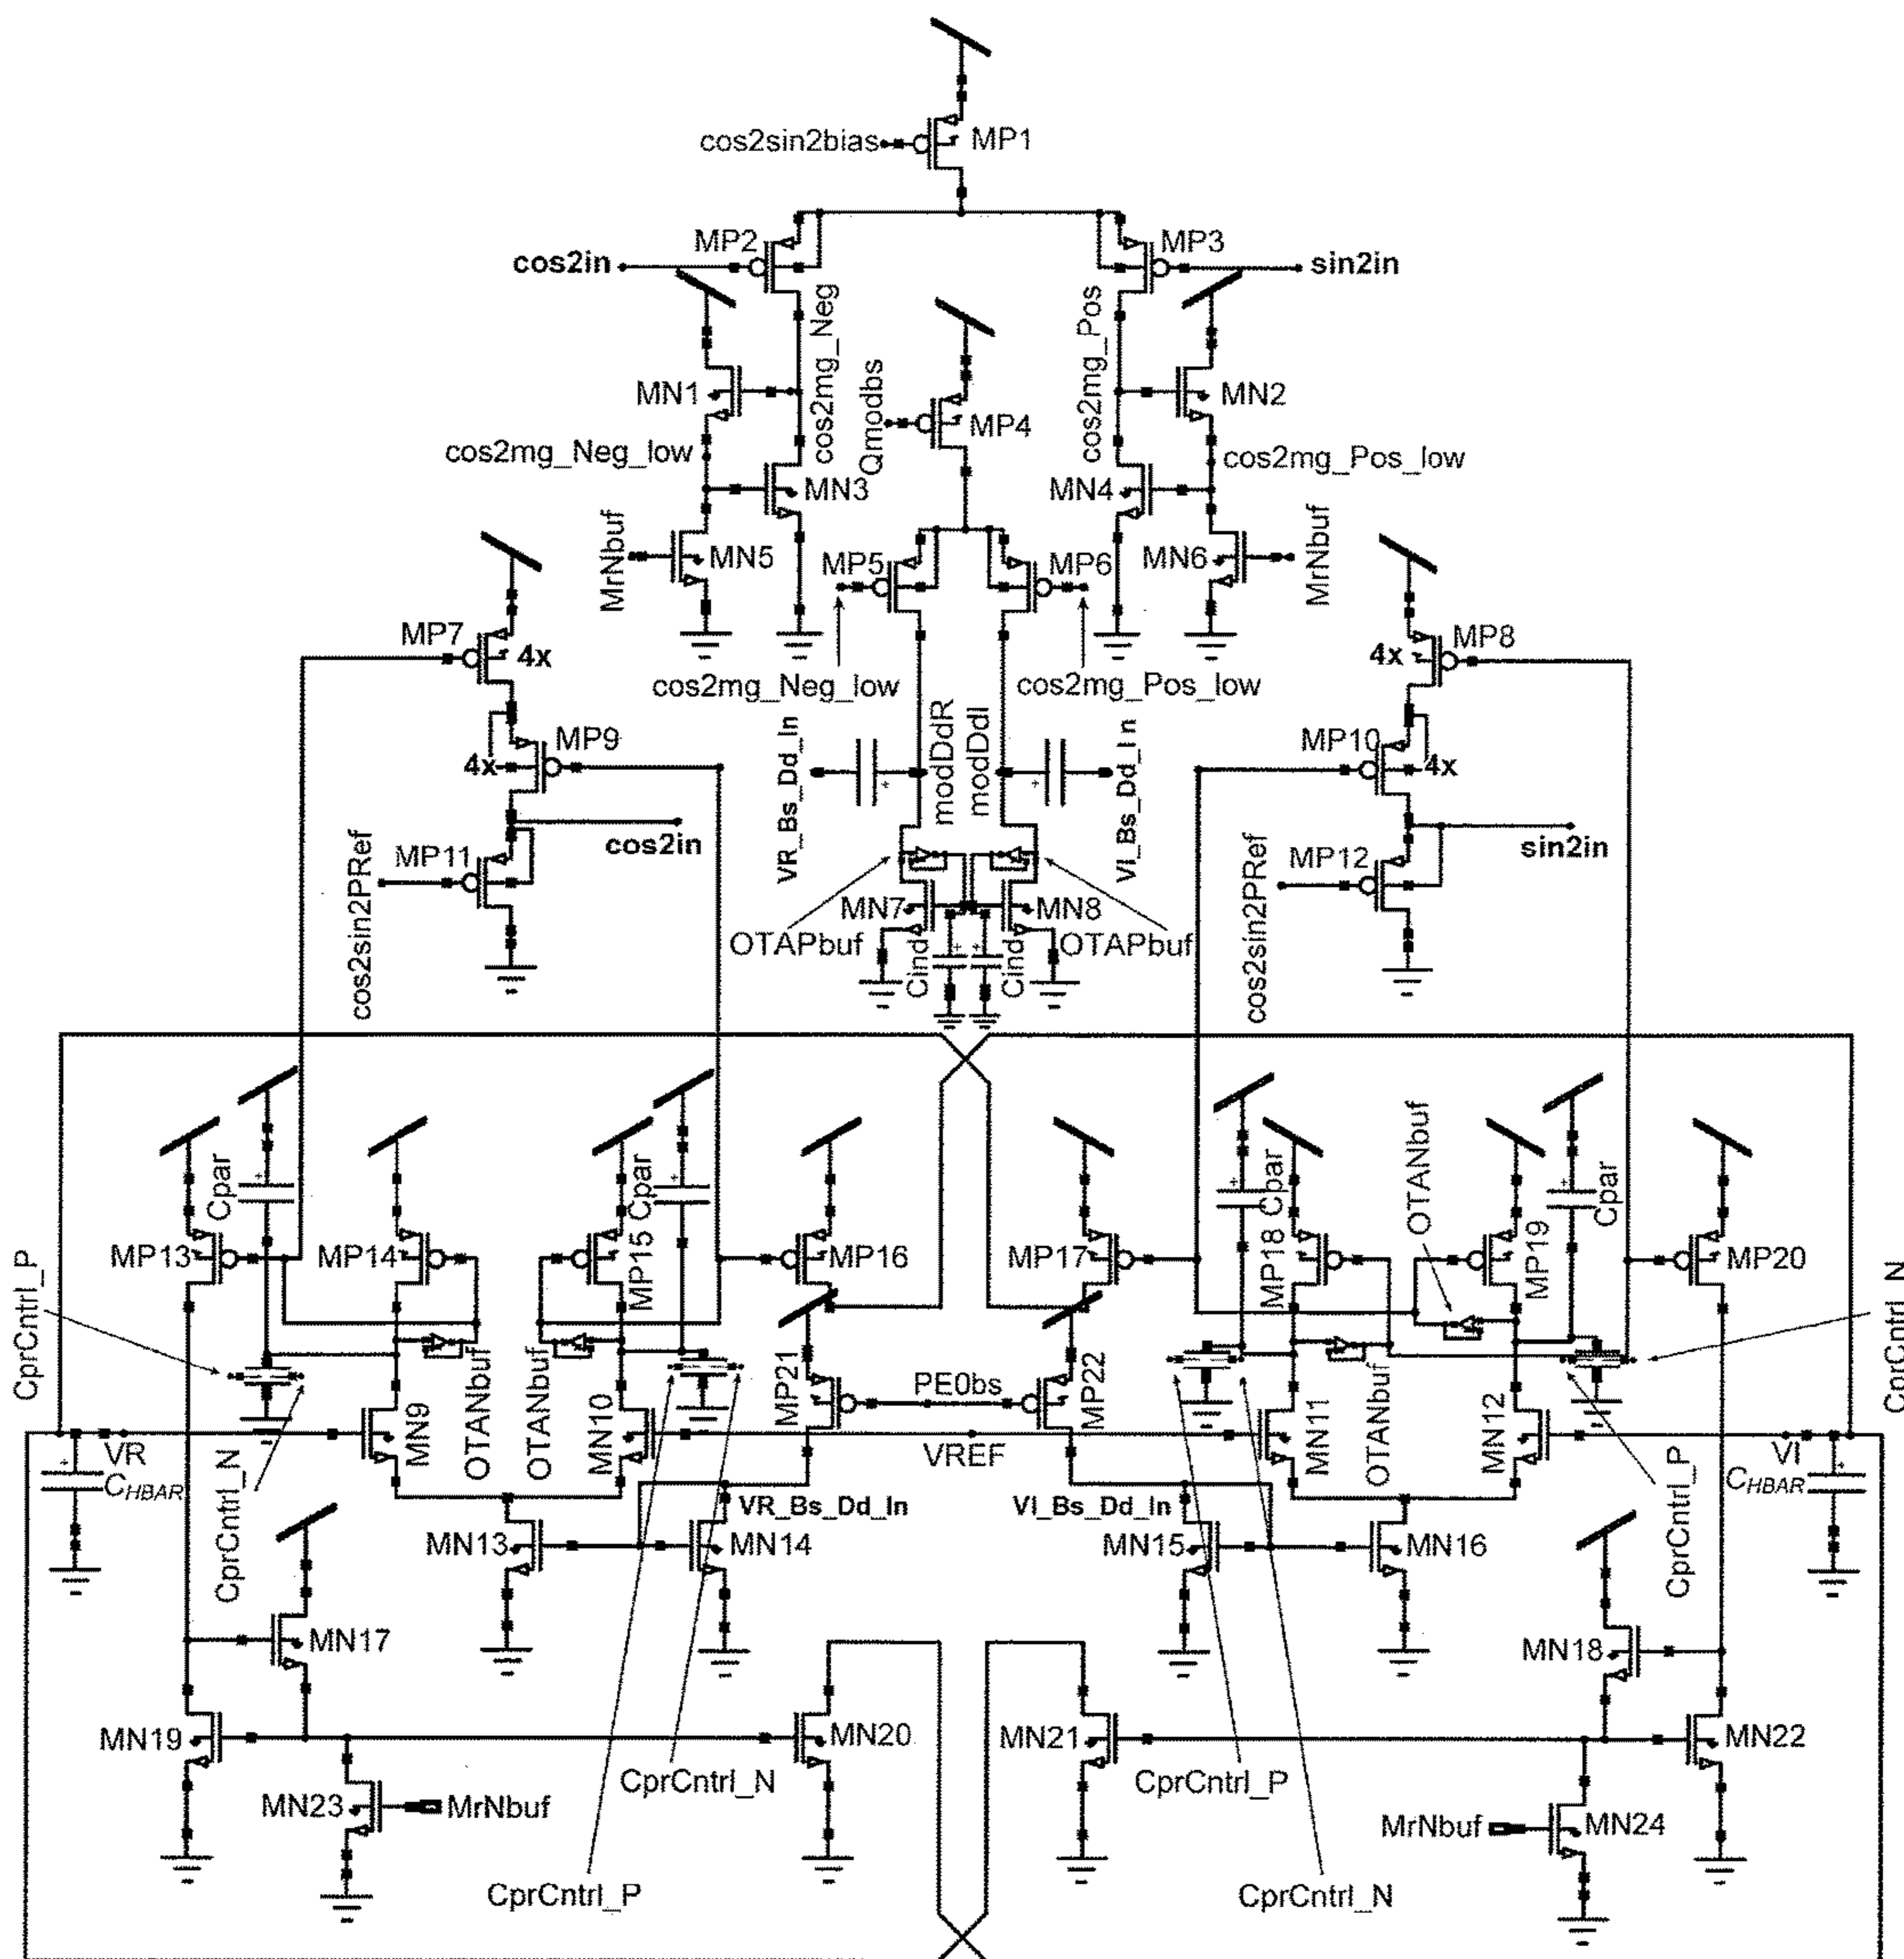 cos2sin2bias
MP1
MP2
MP3
cos2in
sin2in
cos2mg_Neg
cos2mg_Pos
MN1
MN2
Qmodbs
MP4
cos2mg_Neg_low
cos2mg_Pos_low
MN3
MN4
MrNbuf
MN5
MN6
MrNbuf
MP5
MP6
MP7
4x
MP8
4x
cos2mg_Neg_low
cos2mg_Pos_low
MP9
4x
MP10
4x
VR_Bs_Dd_In
modDdR
modDdI
VI_Bs_Dd_In
cos2in
sin2in
MP11
MP12
cos2sin2PRef
cos2sin2PRef
MN7
MN8
OTAPbuf
OTAPbuf
Cind
Cind
Cpar
Cpar
Cpar
Cpar
OTANbuf
MP13
MP14
MP15
MP16
MP17
MP18
MP19
MP20
CprCntrl_P
CprCntrl_N
OTANbuf
OTANbuf
OTANbuf
MP21
PE0bs
MP22
VR
MN9
MN10
VREF
MN11
MN12
VI
CHBAR
CHBAR
CprCntrl_N
CprCntrl_P
VR_Bs_Dd_In
VI_Bs_Dd_In
MN13
MN14
MN15
MN16
MN17
MN18
MN19
MN20
MN21
MN22
CprCntrl_N
CprCntrl_P
MN23
MrNbuf
MrNbuf
MN24
CprCntrl_P
CprCntrl_N